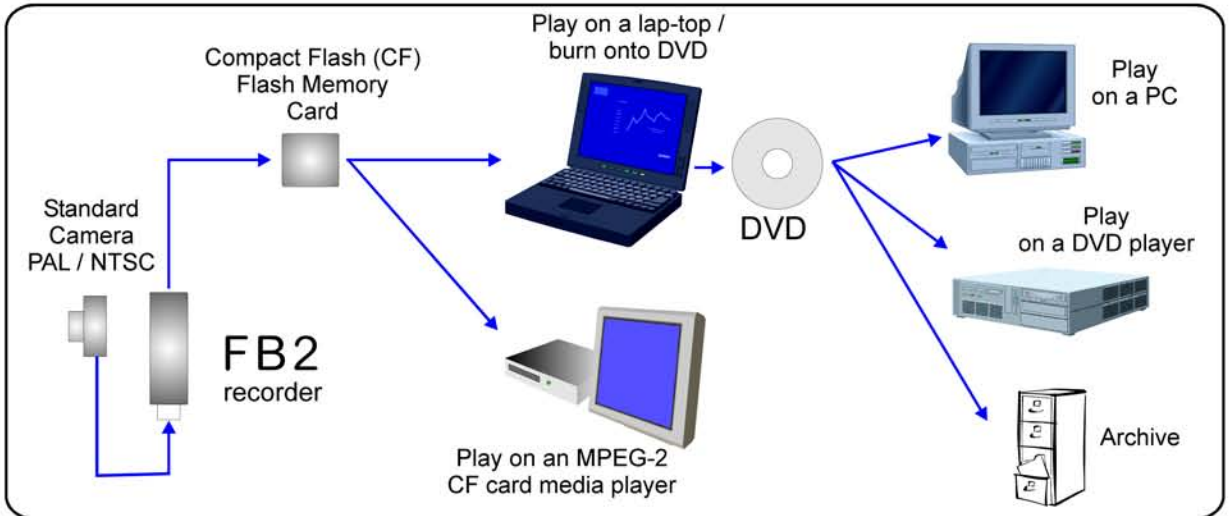 Standard
Camera
PAL / NTSC
FB2
recorder
Compact Flash (CF)
Flash Memory
Card
Play on a lap-top /
burn onto DVD
DVD
Play on an MPEG-2
CF card media player
Play
on a PC
Play
on a DVD player
Archive